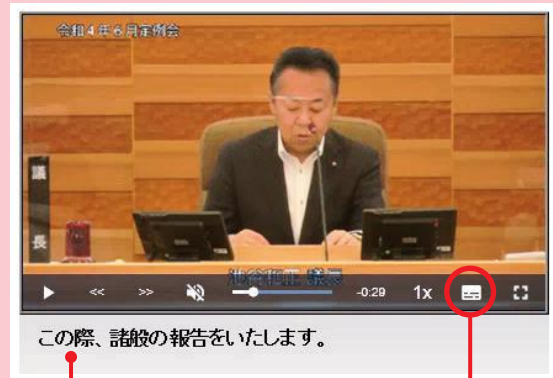 令和4年6月定例会
議長
議長
-0:29
1x
この際、諸般の報告をいたします。